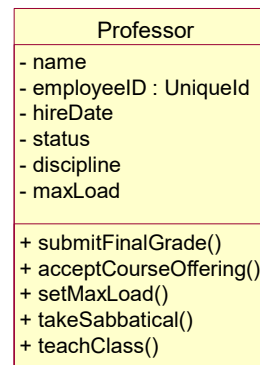 Professor
- name
- employeeID : UniqueId
- hireDate
- status
- discipline
- maxLoad
+ submitFinalGrade()
+ acceptCourseOffering()
+ setMaxLoad()
+ takeSabbatical()
+ teachClass()